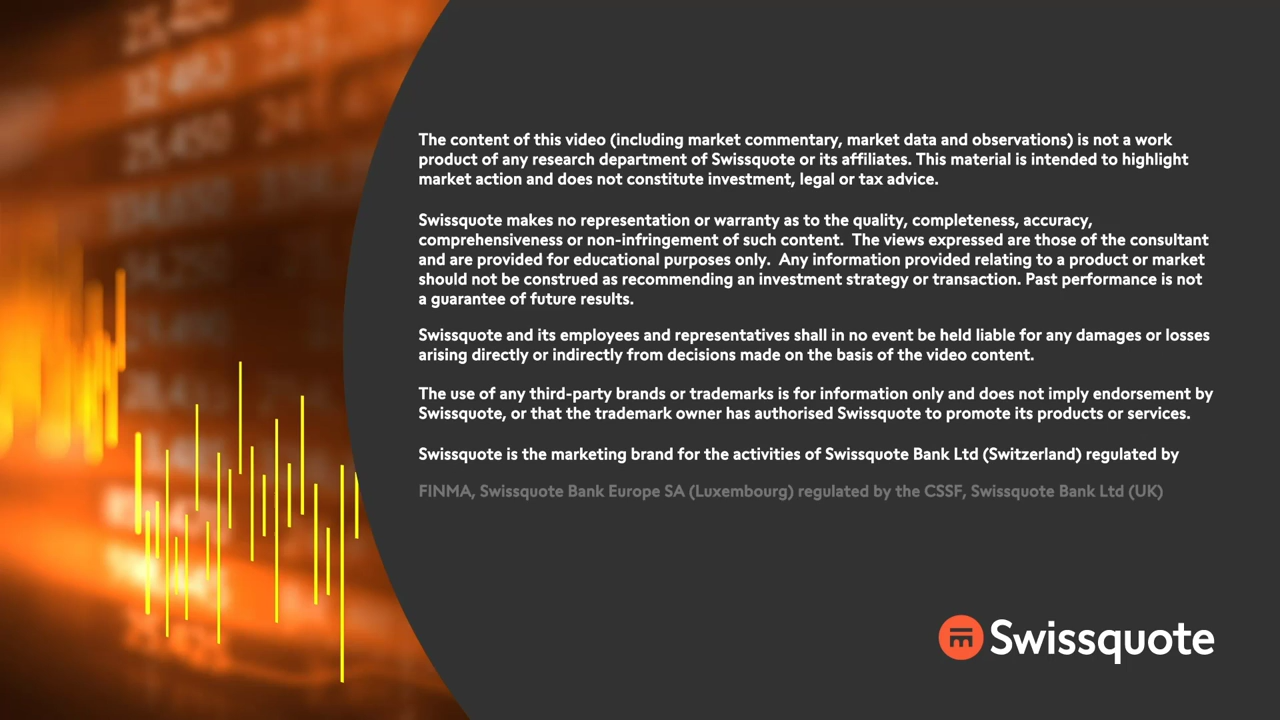 The content of this video (including market commentary, market data and observations) is not a work
product of any research department of Swissquote or its affiliates. This material is intended to highlight
market action and does not constitute investment, legal or tax advice.
Swissquote makes no representation or warranty as to the quality, completeness, accuracy,
comprehensiveness or non-infringement of such content.  The views expressed are those of the consultant
and are provided for educational purposes only.  Any information provided relating to a product or market
should not be construed as recommending an investment strategy or transaction. Past performance is not
a guarantee of future results.
Swissquote and its employees and representatives shall in no event be held liable for any damages or losses
arising directly or indirectly from decisions made on the basis of the video content.
The use of any third-party brands or trademarks is for information only and does not imply endorsement by
Swissquote, or that the trademark owner has authorised Swissquote to promote its products or services.
Swissquote is the marketing brand for the activities of Swissquote Bank Ltd (Switzerland) regulated by
FINMA, Swissquote Bank Europe SA (Luxembourg) regulated by the CSSF, Swissquote Bank Ltd (UK)
Swissquote